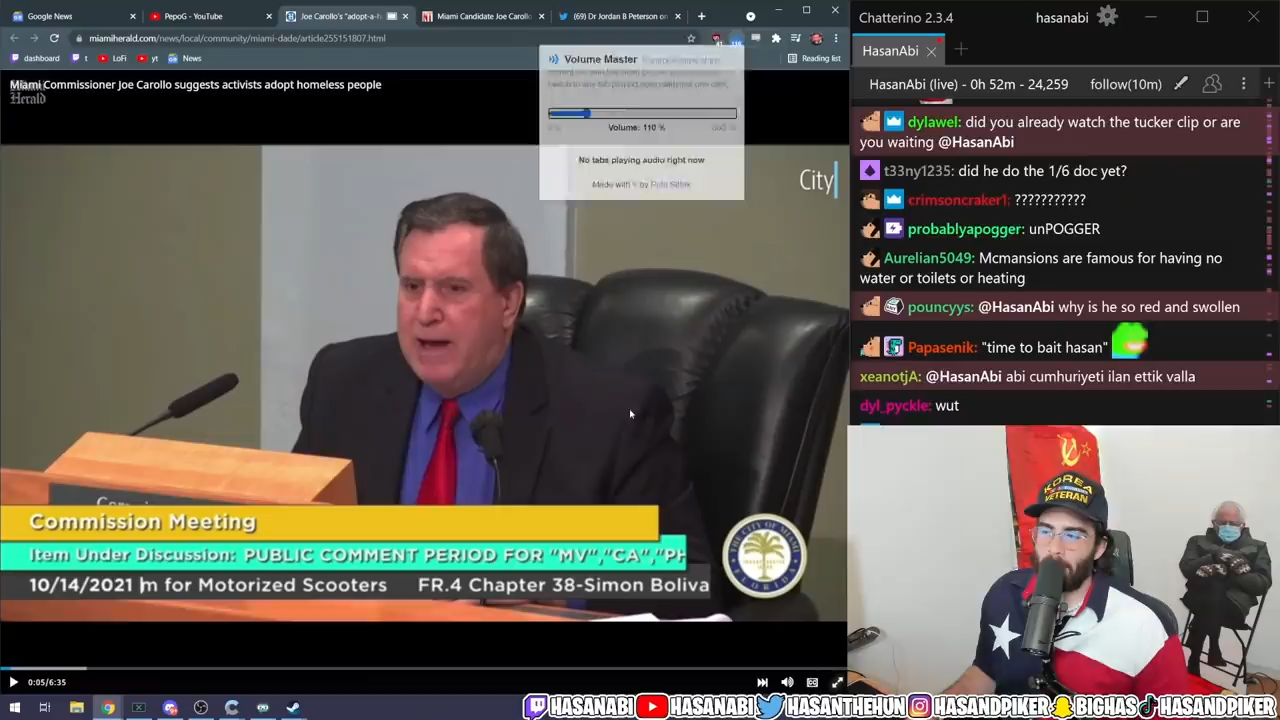 Google News
PepoG - YouTube
Joe Carollo's "adopt-a-h
Miami Candidate Joe Carollo
(69) Dr Jordan B Peterson on
miamiherald.com/news/local/community/miami-dade/article255151807.html
dashboard
t
LoFi
yt
News
Reading list
Miami Commissioner Joe Carollo suggests activists adopt homeless people
Herald
Volume Master
Volume: 110 %
No tabs playing audio right now
City
Commission Meeting
Item Under Discussion: PUBLIC COMMENT PERIOD FOR "MV","CA","PH
10/14/2021 m for Motorized Scooters FR.4 Chapter 38-Simon Boliva
THE CITY OF MIAMI
FLORIDA
0:05/6:35
Chatterino 2.3.4
hasanabi
HasanAbi
HasanAbi (live) - 0h 52m - 24,259
follow(10m)
dylawel: did you already watch the tucker clip or are
you waiting @HasanAbi
t33ny1235: did he do the 1/6 doc yet?
crimsoncraker1: ???????????
probablyapogger: unPOGGER
Aurelian5049: Mcmansions are famous for having no
water or toilets or heating
pouncyys: @HasanAbi why is he so red and swollen
Papasenik: "time to bait hasan"
xeanotjA: @HasanAbi abi cumhuriyeti ilan ettik valla
dyl_pyckle: wut
KOREA
VETERAN
HASANABI
HASANABI
HASANTHEHUN
HASANDPIKER
BIGHAS
HASANDPIKER